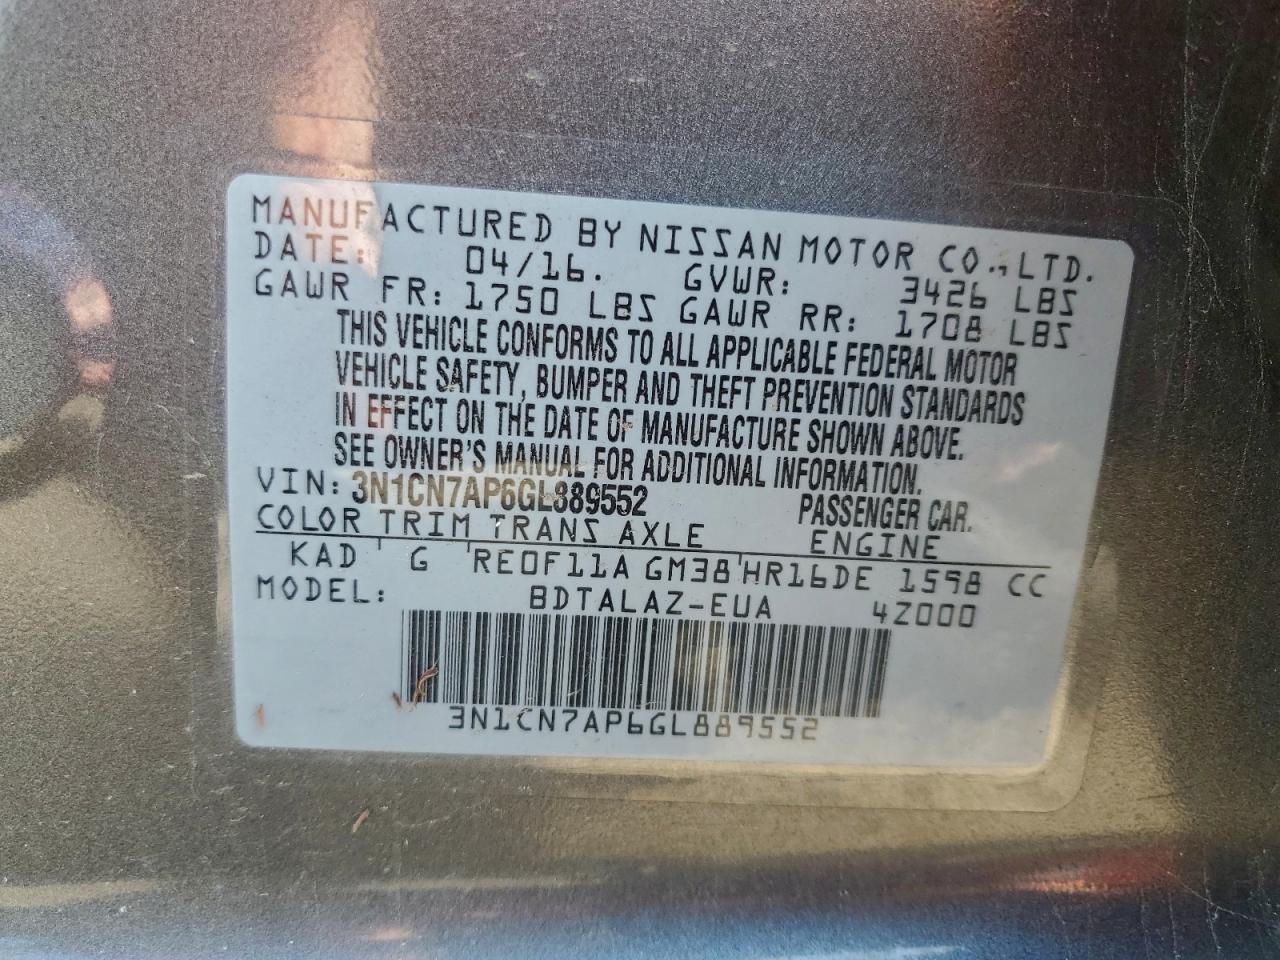 MANUFACTURED BY NISSAN MOTOR CO.,LTD.
DATE: 04/16. GVWR: 3426 LBS
GAWR FR: 1750 LBS GAWR RR: 1708 LBS
THIS VEHICLE CONFORMS TO ALL APPLICABLE FEDERAL MOTOR
VEHICLE SAFETY, BUMPER AND THEFT PREVENTION STANDARDS
IN EFFECT ON THE DATE OF MANUFACTURE SHOWN ABOVE.
SEE OWNER'S MANUAL FOR ADDITIONAL INFORMATION.
VIN: 3N1CN7AP6GL889552 PASSENGER CAR.
COLOR TRIM TRANS AXLE ENGINE
KAD G RE0F11A GM38 HR16DE 1598 CC
MODEL: BDTALAZ-EUA 4Z000
3N1CN7AP6GL889552